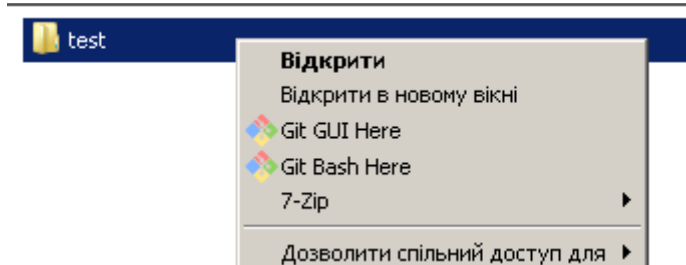 test
Відкрити
Відкрити в новому вікні
Git GUI Here
Git Bash Here
7-Zip
Дозволити спільний доступ для